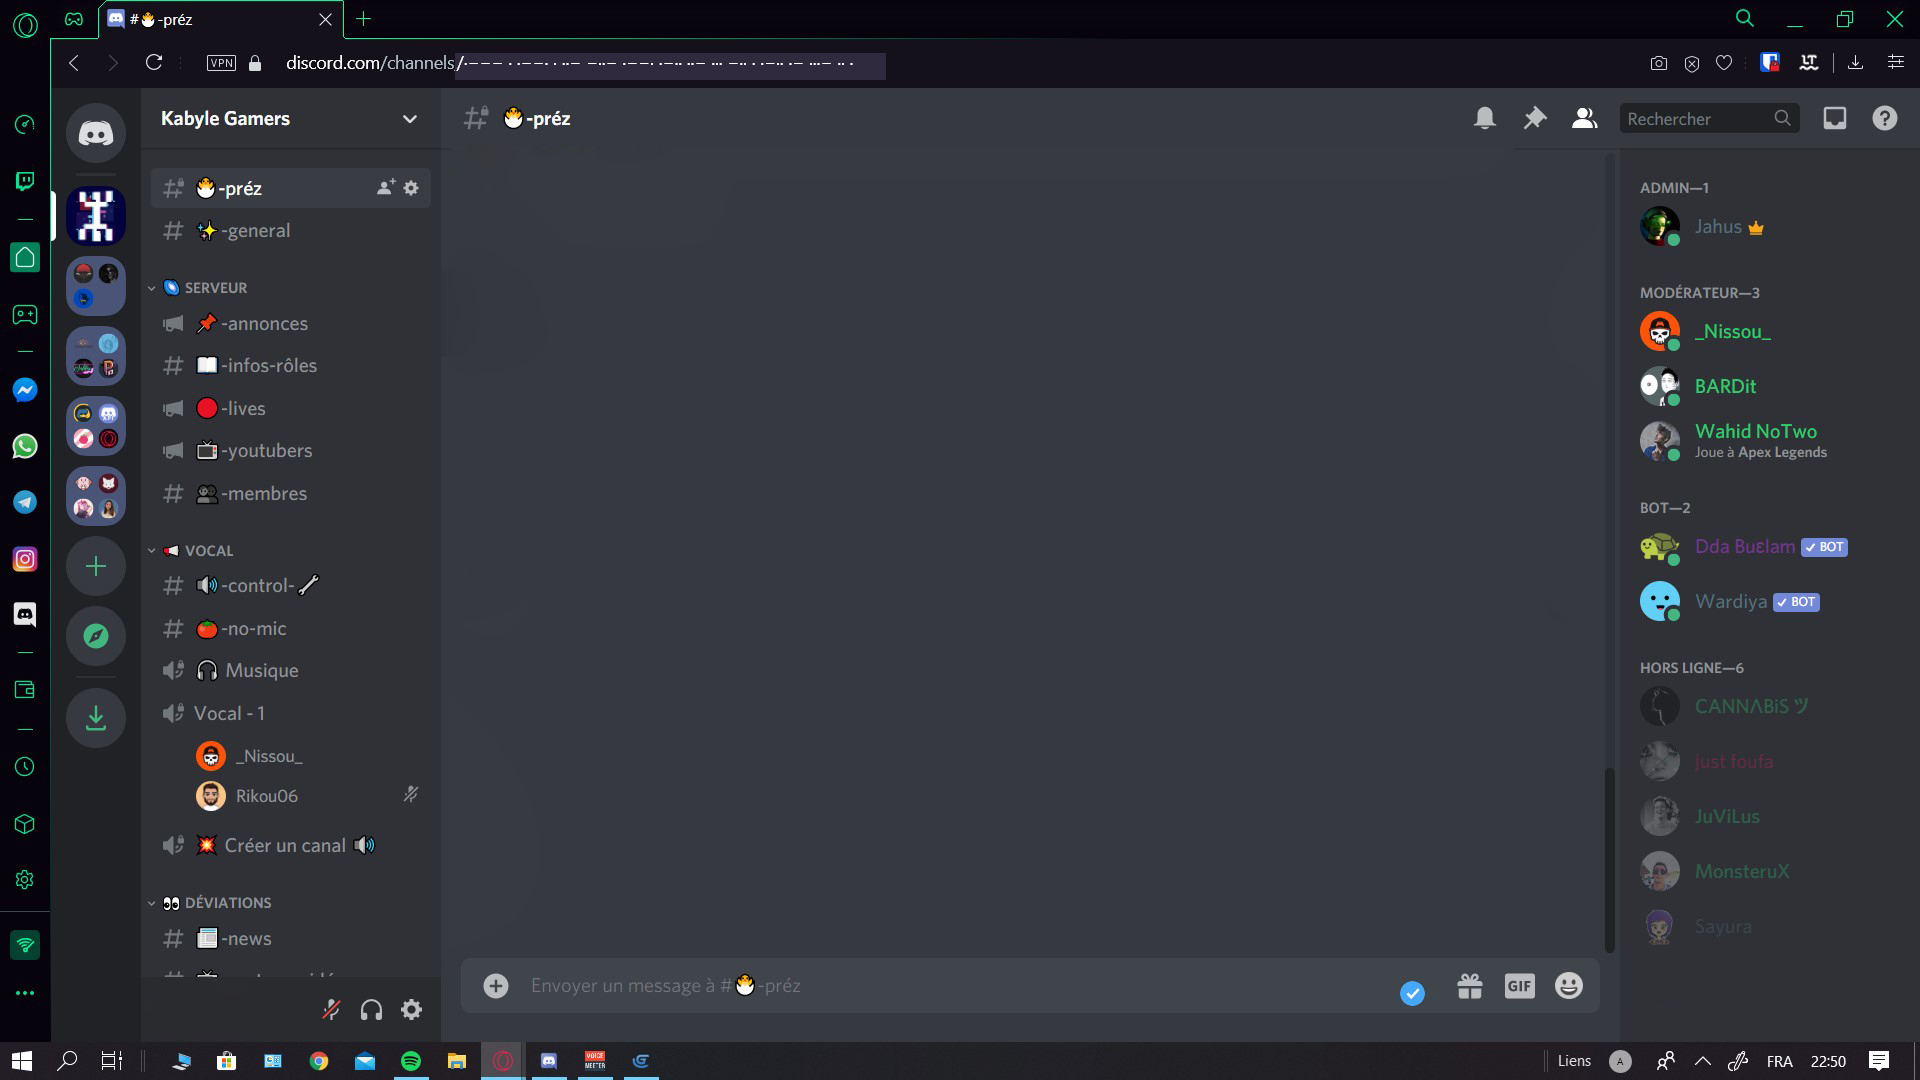 #🐣-préz
VPN
discord.com/channels/
Kabyle Gamers
🐣-préz
Rechercher
🐣-préz
✨-general
SERVEUR
📌-annonces
📖-infos-rôles
🔴-lives
📺-youtubers
👥-membres
VOCAL
🔊-control-🔧
🍅-no-mic
🎧 Musique
Vocal - 1
_Nissou_
Rikou06
💥 Créer un canal 🔊
👀 DÉVIATIONS
📰-news
ADMIN—1
Jahus
MODÉRATEUR—3
_Nissou_
BARDit
Wahid NoTwo
Joue à Apex Legends
BOT—2
Dda Buɛlam ✓ BOT
Wardiya ✓ BOT
HORS LIGNE—6
CANNΛBiS ツ
just foufa
JuViLus
MonsteruX
Sayura
Envoyer un message à #🐣-préz
GIF
VOICE
MEETER
Liens
A
FRA
22:50